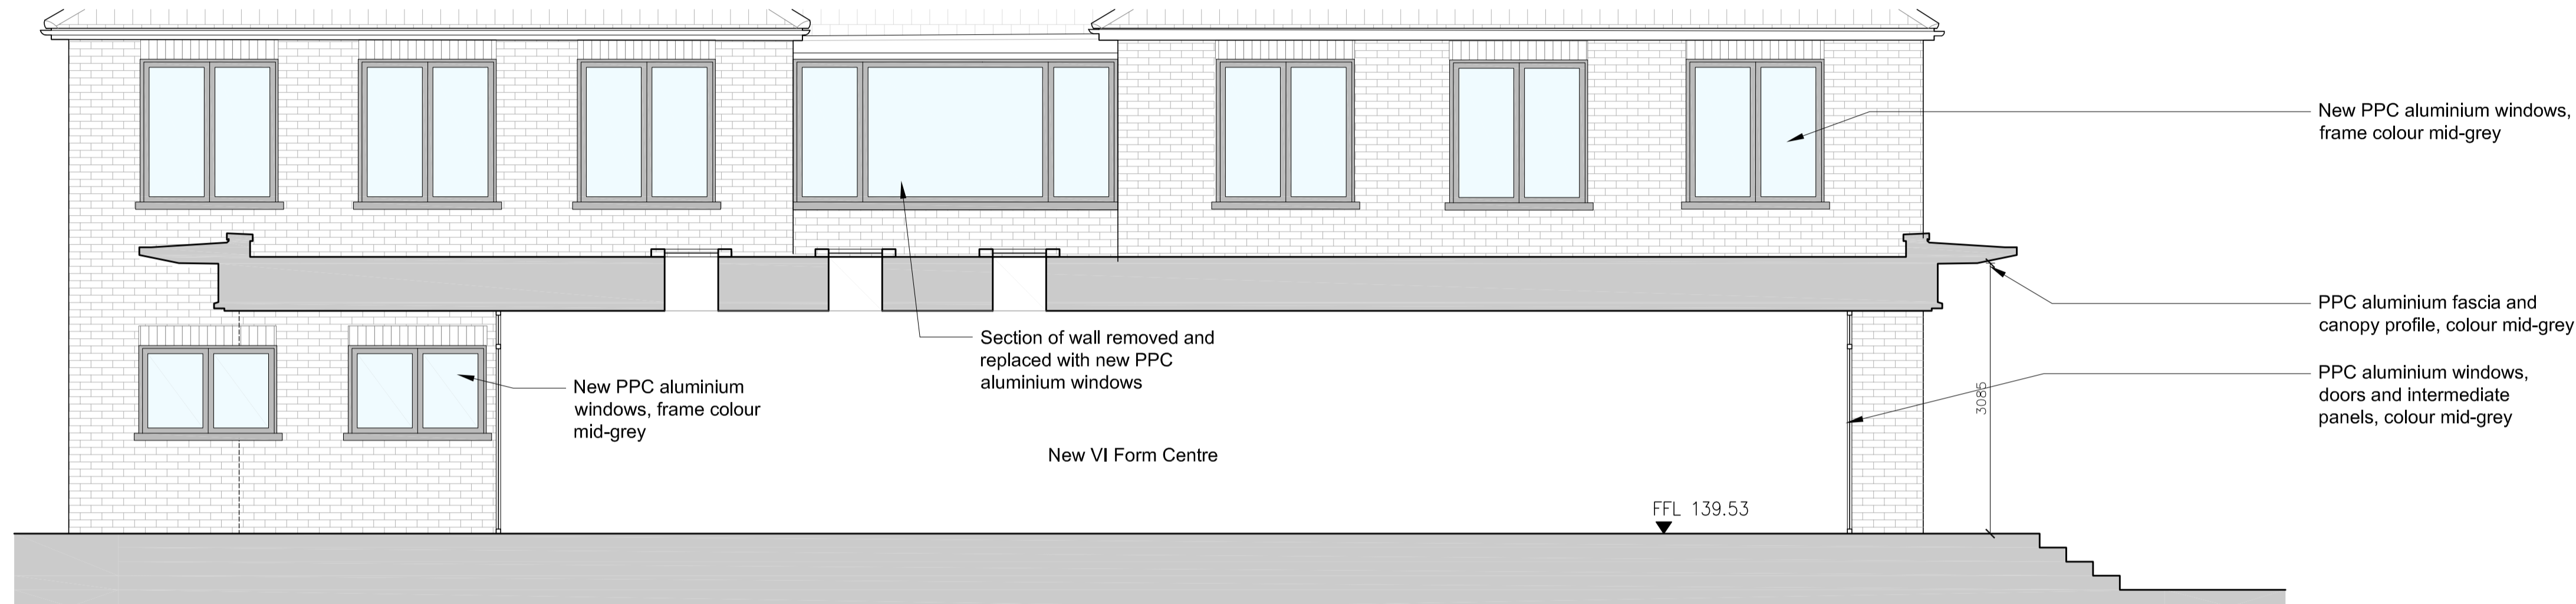 New PPC aluminium windows,
frame colour mid-grey
PPC aluminium fascia and
canopy profile, colour mid-grey
Section of wall removed and
replaced with new PPC
aluminium windows
PPC aluminium windows,
doors and intermediate
panels, colour mid-grey
New PPC aluminium
windows, frame colour
mid-grey
3085
New VI Form Centre
FFL 139.53